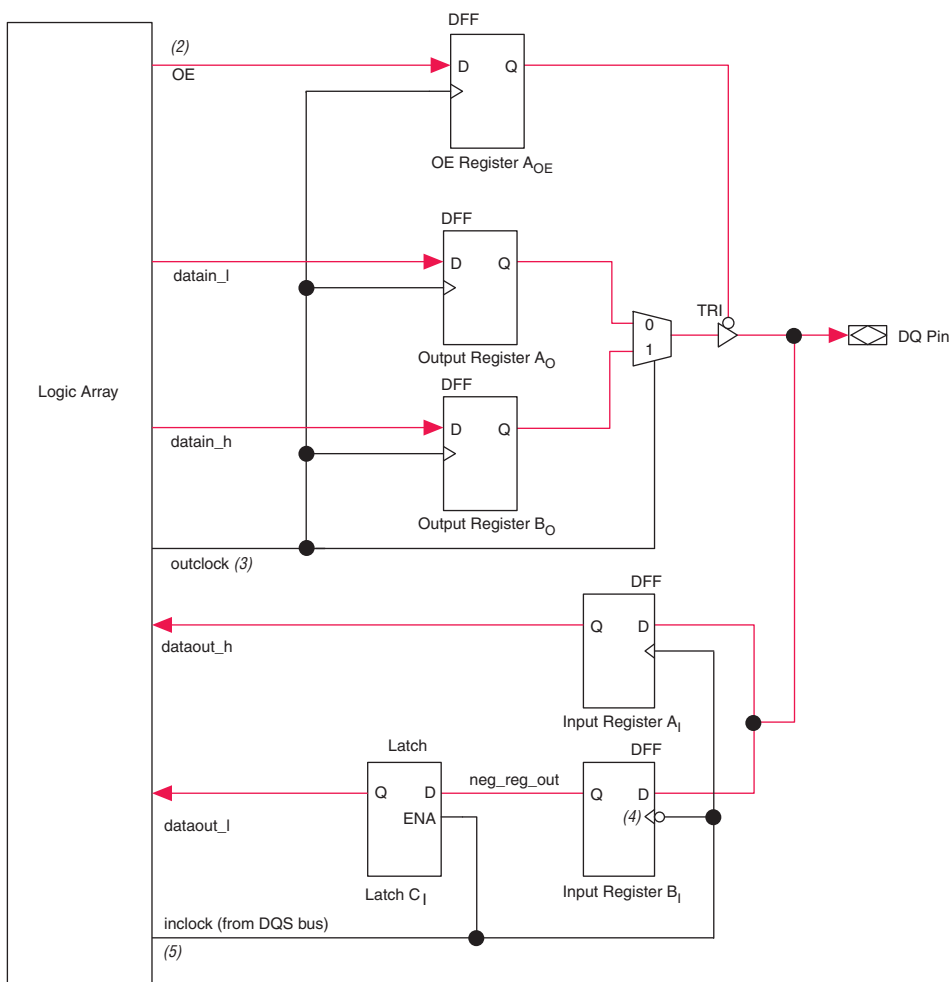 DFF
(2)
OE
D Q
OE Register AOE
DFF
datain_l
D Q
Output Register AO
TRI
0
1
DQ Pin
Logic Array
DFF
datain_h
D Q
Output Register BO
outclock (3)
DFF
Q D
dataout_h
Input Register AI
Latch
DFF
neg_reg_out
Q D
ENA
Q D
(4)
dataout_l
Latch CI
Input Register BI
inclock (from DQS bus)
(5)